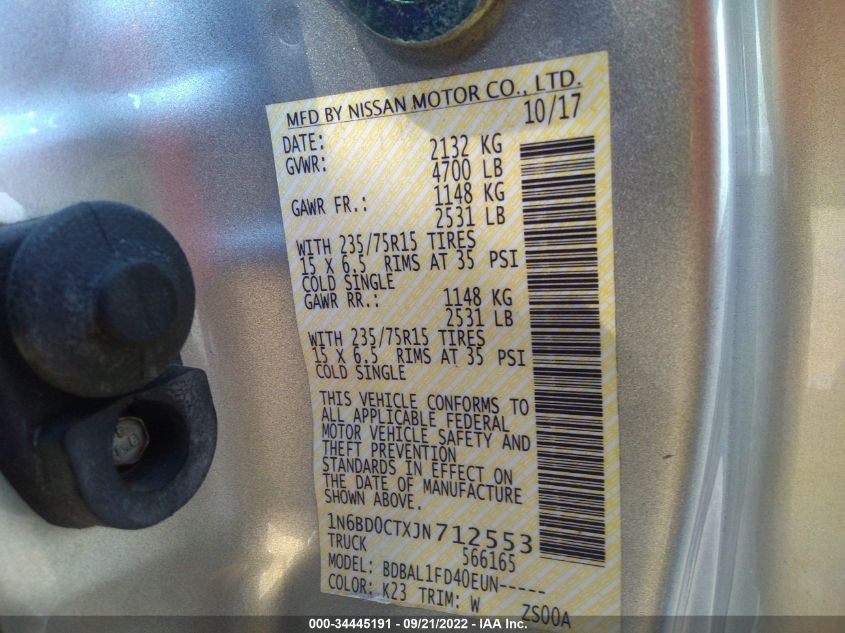 MFD BY NISSAN MOTOR CO., LTD.
DATE: 10/17
GVWR: 2132 KG
4700 LB
GAWR FR.: 1148 KG
2531 LB
WITH 235/75R15 TIRES
15 X 6.5 RIMS AT 35 PSI
COLD SINGLE
GAWR RR.: 1148 KG
2531 LB
WITH 235/75R15 TIRES
15 X 6.5 RIMS AT 35 PSI
COLD SINGLE
THIS VEHICLE CONFORMS TO
ALL APPLICABLE FEDERAL
MOTOR VEHICLE SAFETY AND
THEFT PREVENTION
STANDARDS IN EFFECT ON
THE DATE OF MANUFACTURE
SHOWN ABOVE.
1N6BD0CTXJN712553
TRUCK 566165
MODEL: BDBAL1FD40EUN-----
COLOR: K23 TRIM: W ZS00A
000-34445191 - 09/21/2022 - IAA Inc.